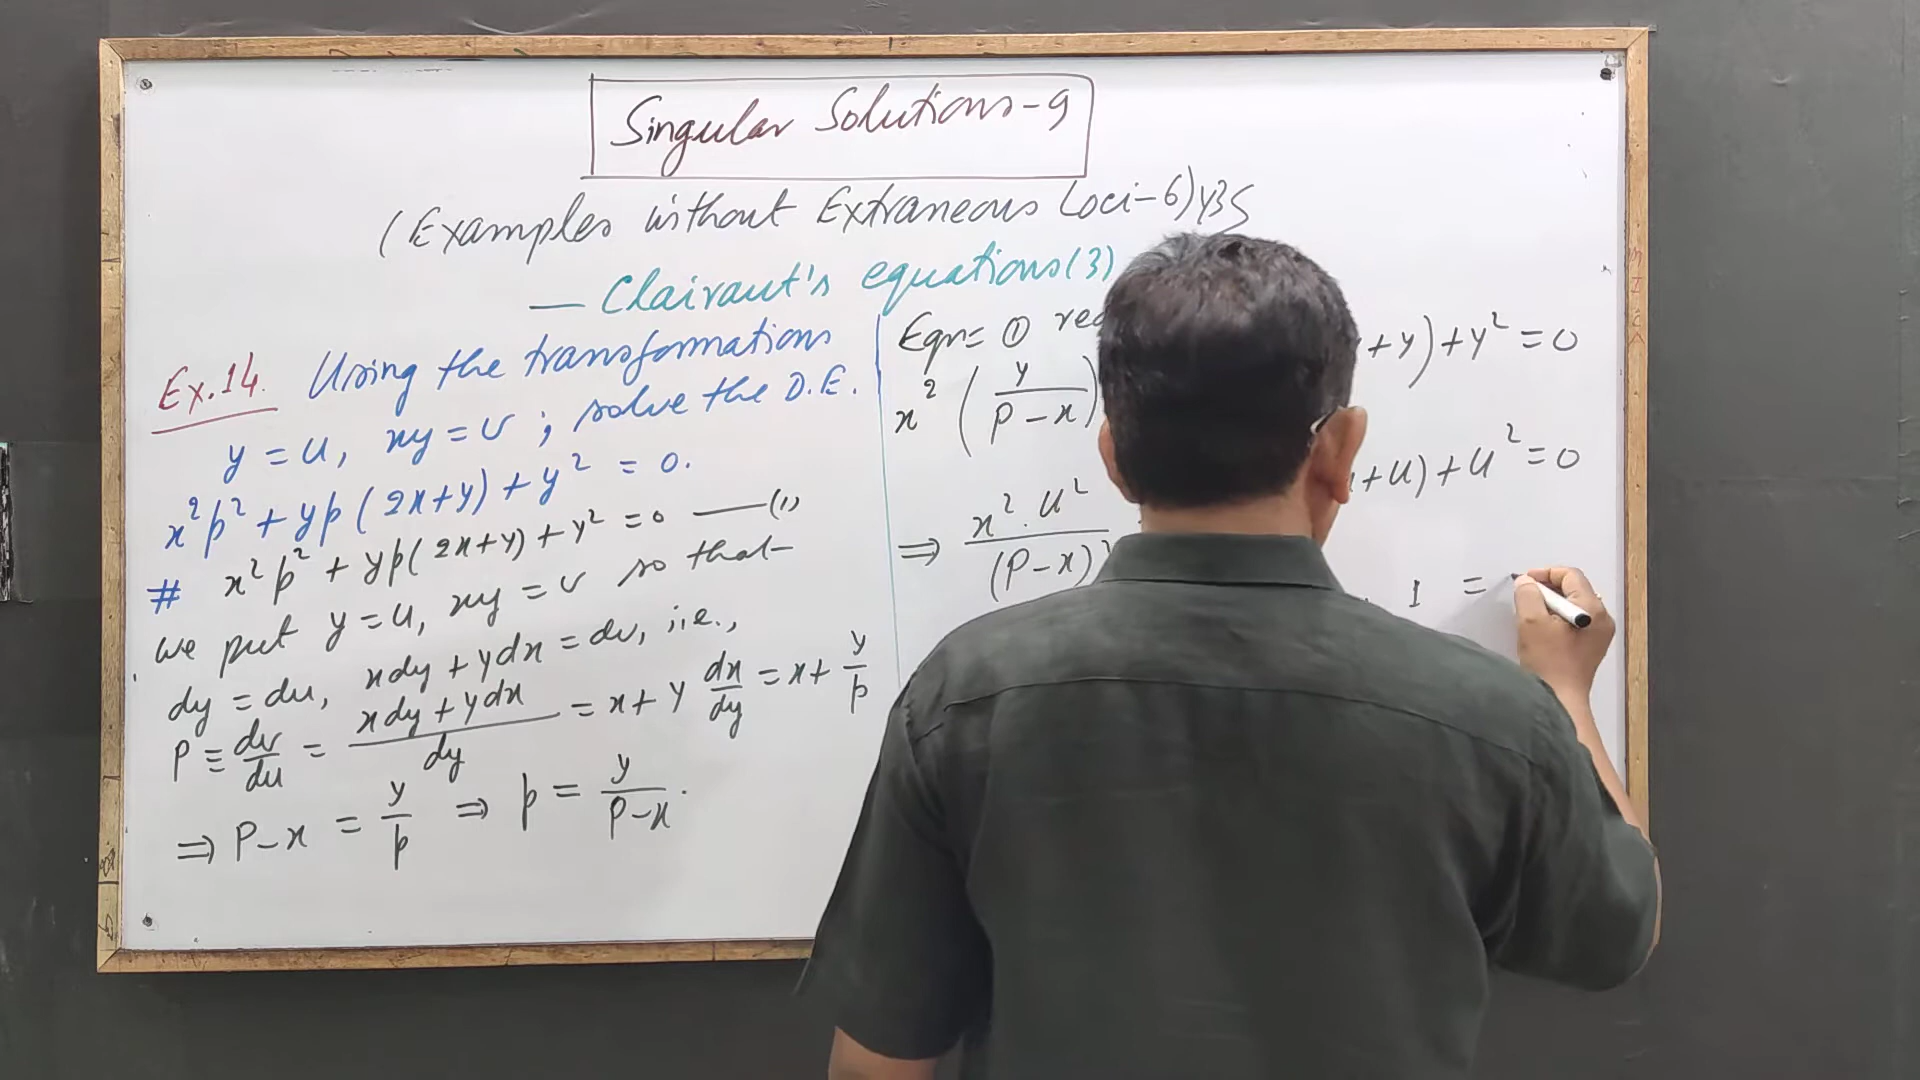 Singular Solutions-9
(Examples without Extraneous Loci-6) YBS
— Clairaut's equations(3)
Ex.14. Using the transformations
y = u, xy = v ; solve the D.E.
x²p² + yp(2x+y) + y² = 0.
# x²p² + yp(2x+y) + y² = 0 —(1)
We put y = u, xy = v so that
dy = du, xdy + ydx = dv, i.e.,
P ≡ dv/du = (xdy + ydx)/dy = x + y dx/dy = x + y/p
⇒ P-x = y/p ⇒ p = y/(P-x).
Eqn= ①
x² (y/(P-x))
+y) + y² = 0
⇒ x².u²/(P-x)²
+u) + u² = 0
1 =